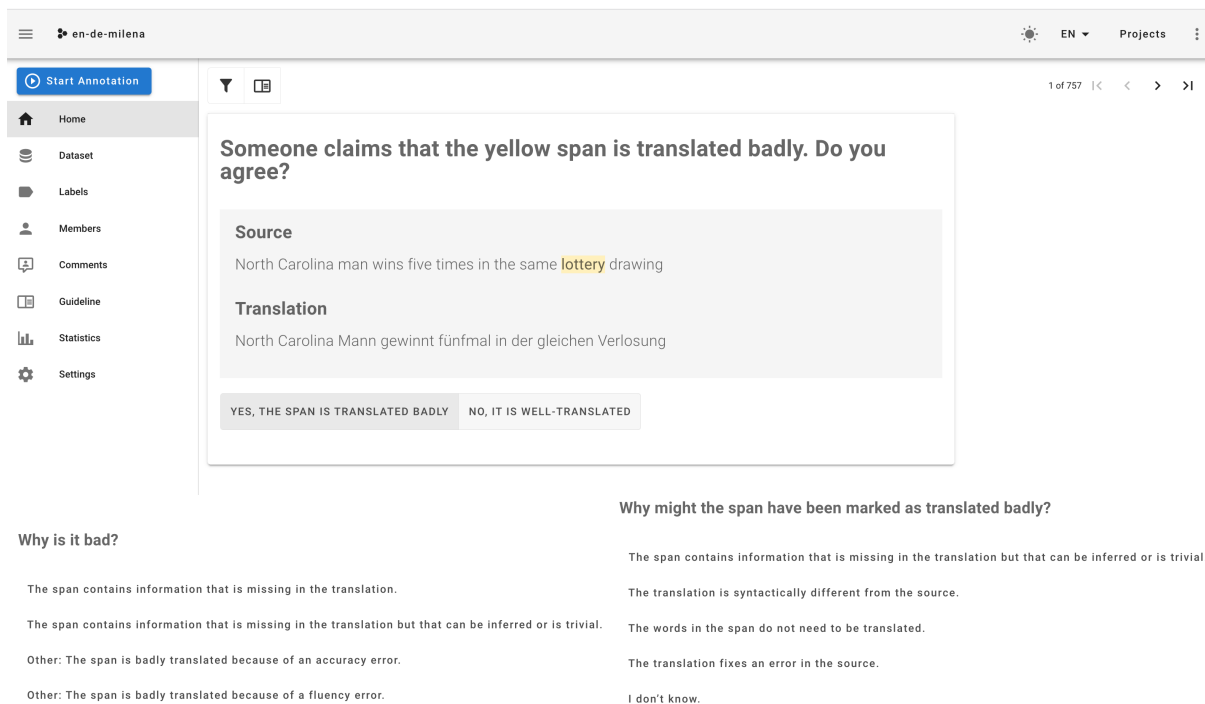 en-de-milena
EN
Projects
Start Annotation
1 of 757
Home
Dataset
Labels
Members
Comments
Guideline
Statistics
Settings
Someone claims that the yellow span is translated badly. Do you
agree?
Source
North Carolina man wins five times in the same lottery drawing
Translation
North Carolina Mann gewinnt fünfmal in der gleichen Verlosung
YES, THE SPAN IS TRANSLATED BADLY
NO, IT IS WELL-TRANSLATED
Why is it bad?
The span contains information that is missing in the translation.
The span contains information that is missing in the translation but that can be inferred or is trivial.
Other: The span is badly translated because of an accuracy error.
Other: The span is badly translated because of a fluency error.
Why might the span have been marked as translated badly?
The span contains information that is missing in the translation but that can be inferred or is trivial
The translation is syntactically different from the source.
The words in the span do not need to be translated.
The translation fixes an error in the source.
I don't know.